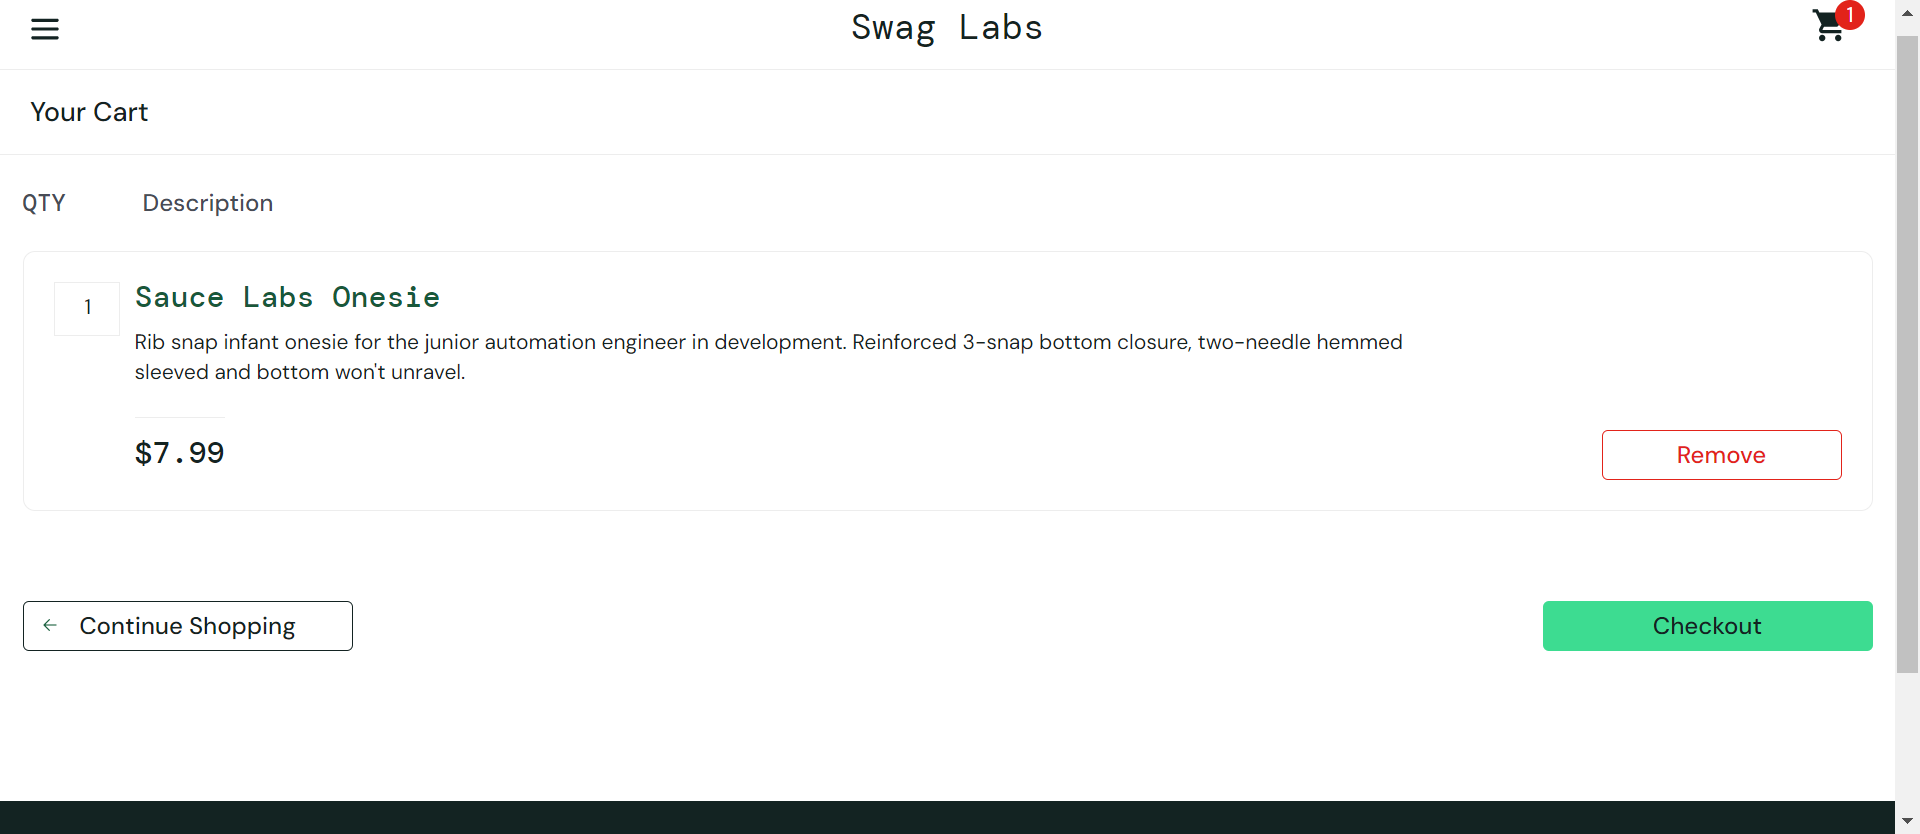 Swag Labs
1
Your Cart
QTY
Description
1
Sauce Labs Onesie
Rib snap infant onesie for the junior automation engineer in development. Reinforced 3-snap bottom closure, two-needle hemmed
sleeved and bottom won't unravel.
$7.99
Remove
Continue Shopping
Checkout